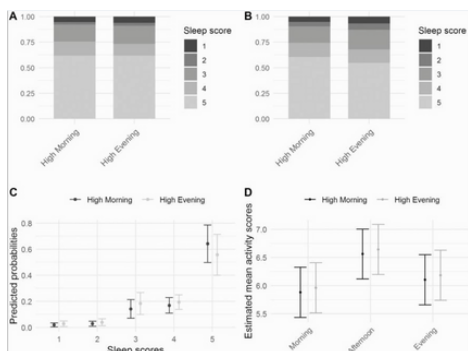 A
1.00
0.75
0.50
0.25
0.00
High Morning
High Evening
Sleep score
1
2
3
4
5
B
1.00
0.75
0.50
0.25
0.00
High Morning
High Evening
Sleep score
1
2
3
4
5
C
High Morning High Evening
Predicted probabilities
0.8
0.6
0.4
0.2
0.0
1 2 3 4 5
Sleep scores
D
High Morning High Evening
Estimated mean activity scores
7.0
6.5
6.0
5.5
Morning
Afternoon
Evening